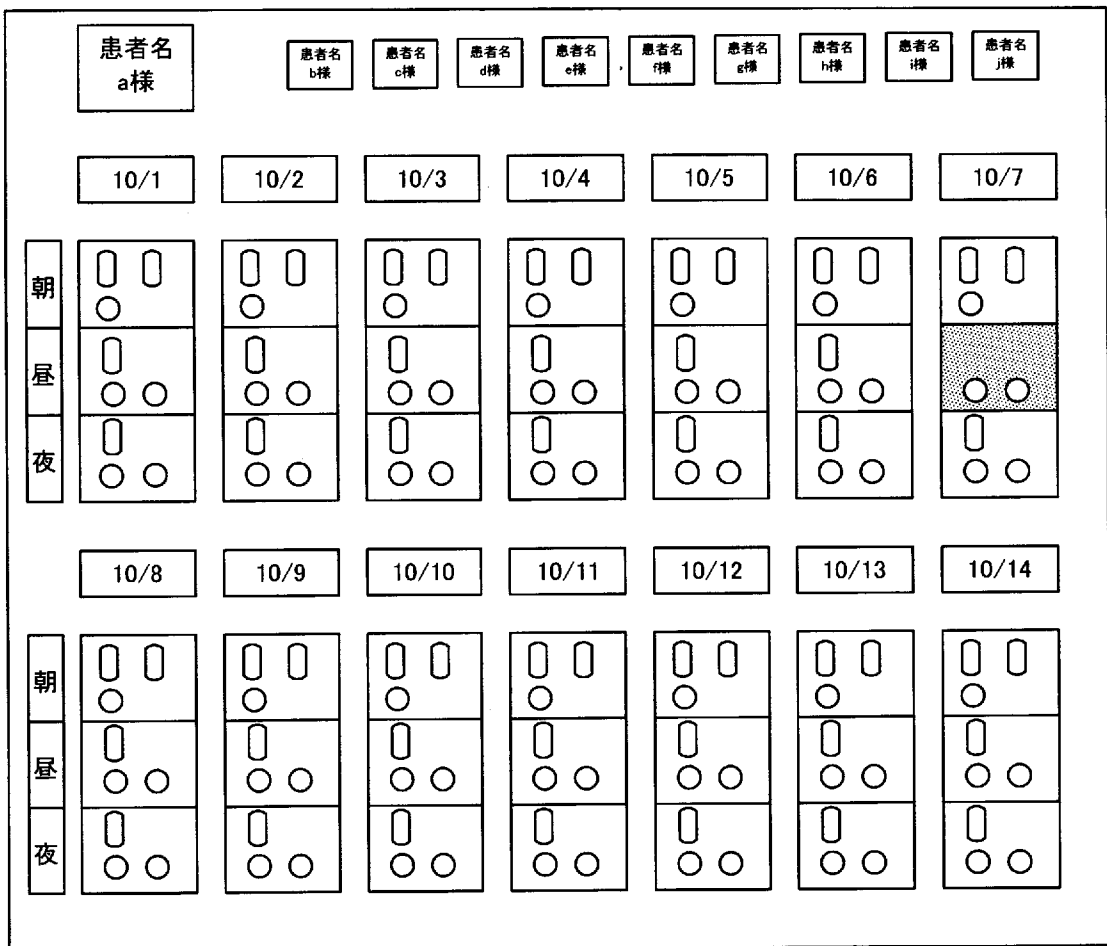 患者名
a様
患者名
b様
患者名
c様
患者名
d様
患者名
e様
患者名
f様
患者名
g様
患者名
h様
患者名
i様
患者名
j様
10/1 10/2 10/3 10/4 10/5 10/6 10/7
朝
昼
夜
10/8 10/9 10/10 10/11 10/12 10/13 10/14
朝
昼
夜